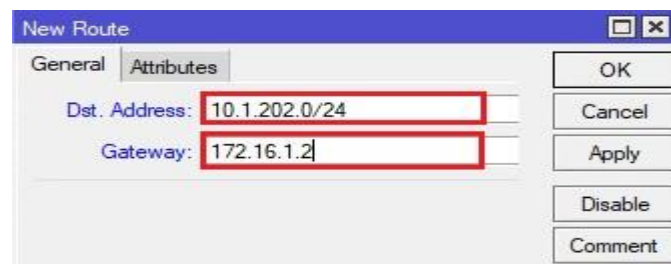 New Route
General Attributes
OK
Dst. Address: 10.1.202.0/24
Cancel
Gateway: 172.16.1.2
Apply
Disable
Comment